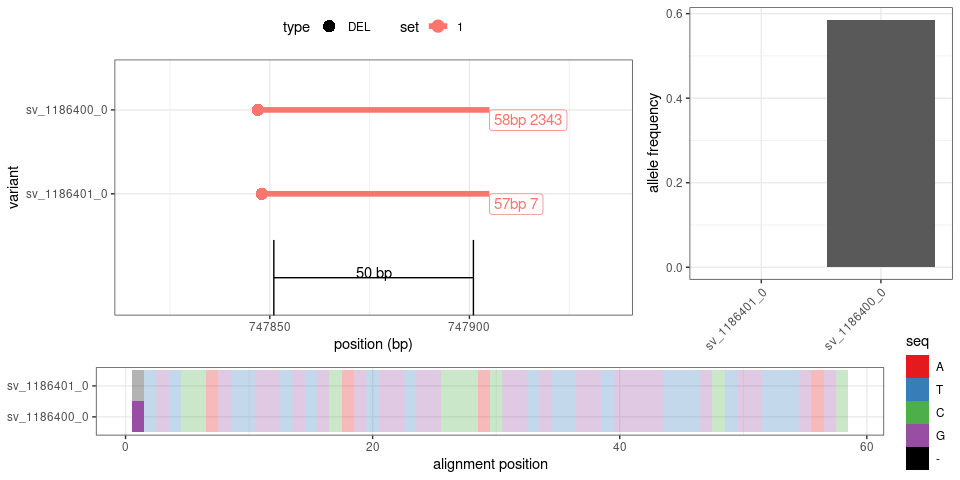 type DEL set 1
variant
sv_1186400_0
58bp 2343
sv_1186401_0
57bp 7
50 bp
747850 747900
position (bp)
allele frequency
0.6
0.4
0.2
0.0
sv_1186401_0
sv_1186400_0
sv_1186401_0
sv_1186400_0
0 20 40 60
alignment position
seq
A
T
C
G
-